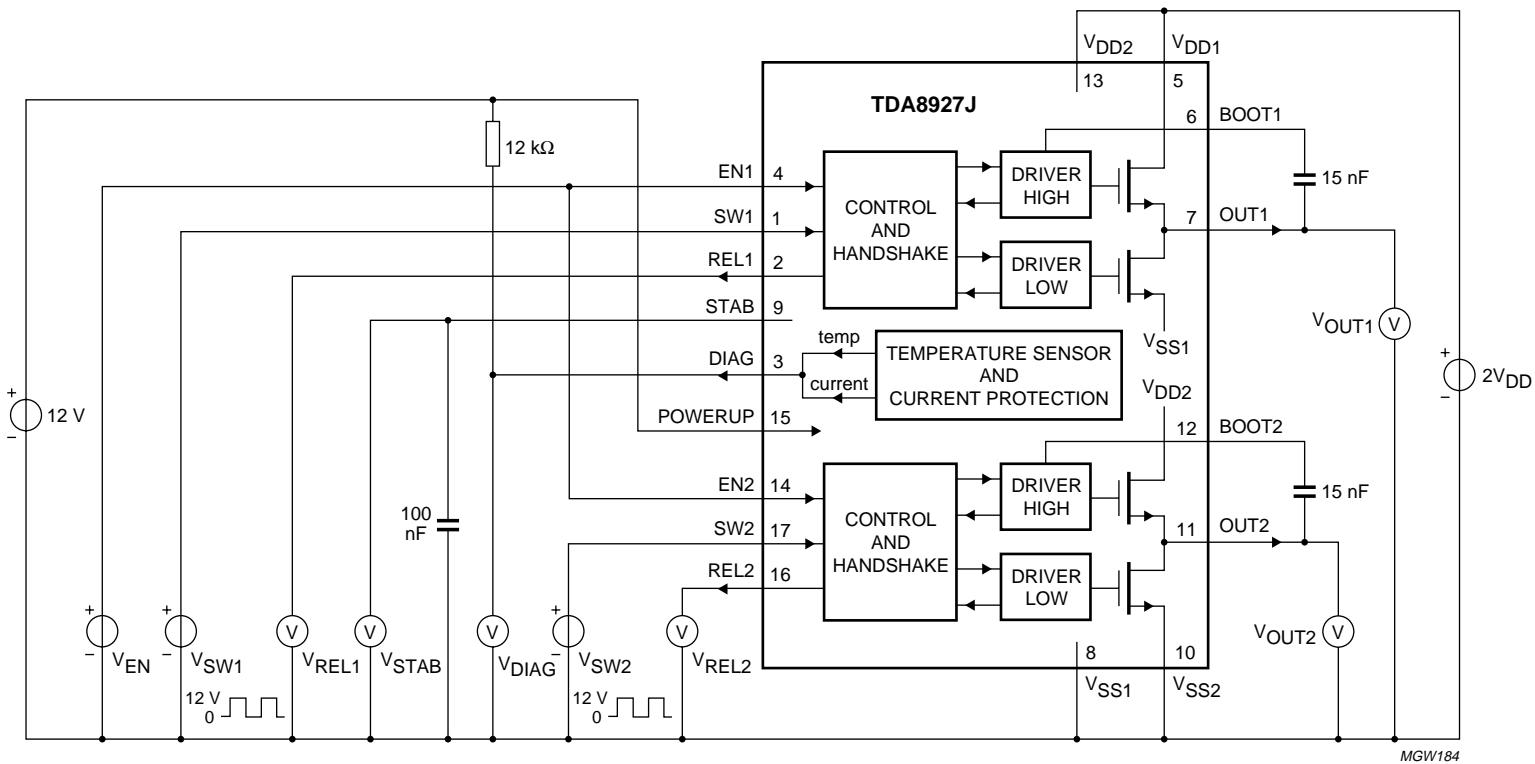 VDD2
VDD1
13
5
TDA8927J
6
BOOT1
12 kΩ
EN1
4
DRIVER
HIGH
15 nF
CONTROL
AND
HANDSHAKE
SW1
1
7
OUT1
REL1
2
DRIVER
LOW
STAB
9
VOUT1
V
temp
VSS1
DIAG
3
TEMPERATURE SENSOR
AND
CURRENT PROTECTION
current
+
2VDD
−
VDD2
+
12 V
−
POWERUP
15
12
BOOT2
EN2
14
DRIVER
HIGH
15 nF
100
nF
CONTROL
AND
HANDSHAKE
SW2
17
11
OUT2
REL2
16
DRIVER
LOW
+
−
VEN
+
−
VSW1
V
VREL1
V
VSTAB
V
VDIAG
+
−
VSW2
V
VREL2
VOUT2
V
8
10
VSS1
VSS2
12 V
0
12 V
0
MGW184